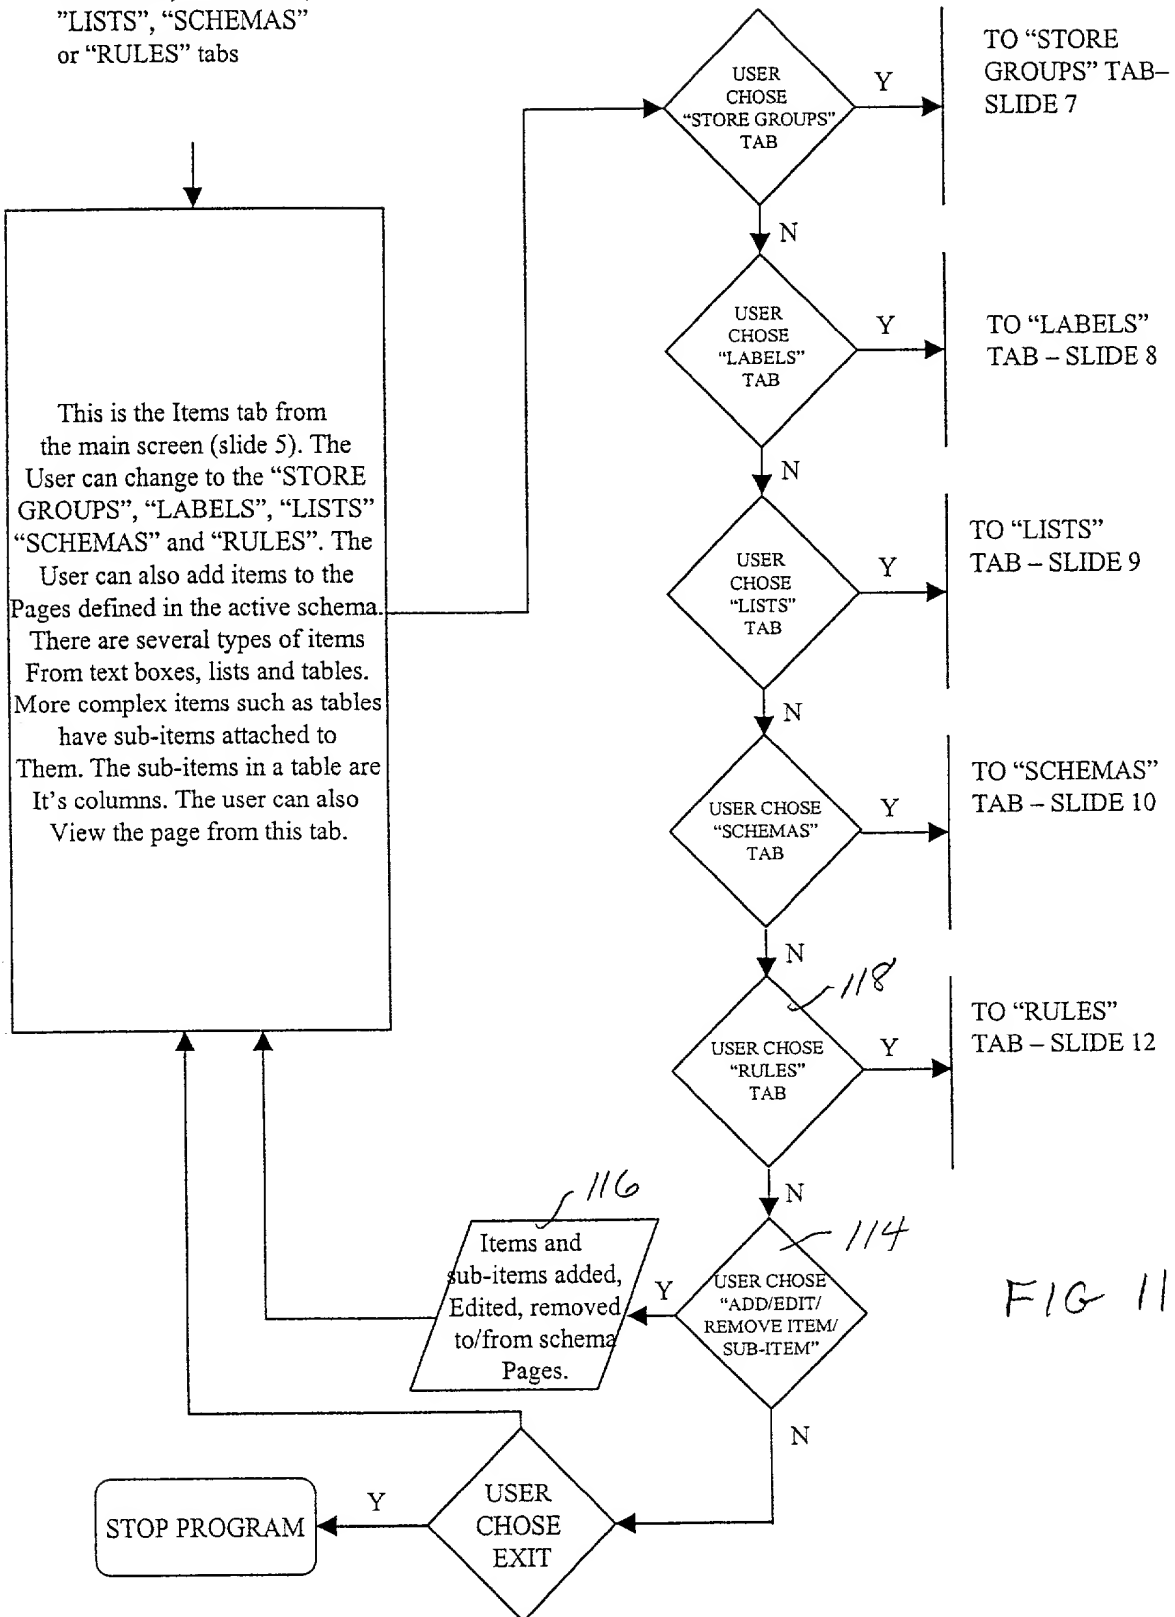 "LISTS", "SCHEMAS"
or "RULES" tabs
USER
CHOSE
"STORE GROUPS"
TAB
Y
TO "STORE
GROUPS" TAB–
SLIDE 7
N
This is the Items tab from
the main screen (slide 5). The
User can change to the "STORE
GROUPS", "LABELS", "LISTS"
"SCHEMAS" and "RULES". The
User can also add items to the
Pages defined in the active schema.
There are several types of items
From text boxes, lists and tables.
More complex items such as tables
have sub-items attached to
Them. The sub-items in a table are
It's columns. The user can also
View the page from this tab.
USER
CHOSE
"LABELS"
TAB
Y
TO "LABELS"
TAB – SLIDE 8
N
USER
CHOSE
"LISTS"
TAB
Y
TO "LISTS"
TAB – SLIDE 9
N
USER CHOSE
"SCHEMAS"
TAB
Y
TO "SCHEMAS"
TAB – SLIDE 10
N
118
USER CHOSE
"RULES"
TAB
Y
TO "RULES"
TAB – SLIDE 12
N
116
Items and
sub-items added,
Edited, removed
to/from schema
Pages.
Y
114
USER CHOSE
"ADD/EDIT/
REMOVE ITEM/
SUB-ITEM"
FIG 11
N
USER
CHOSE
EXIT
Y
STOP PROGRAM